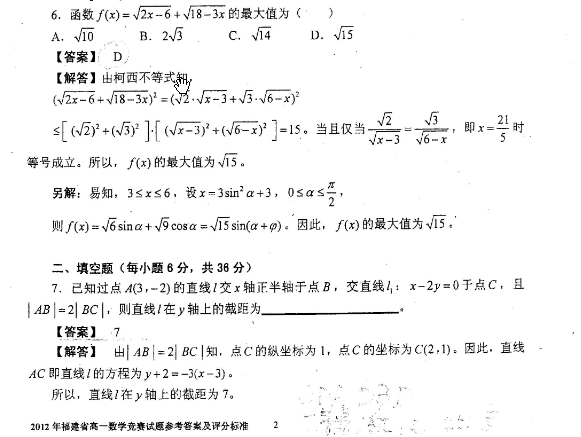 6．函数 f(x)=√(2x−6)+√(18−3x) 的最大值为（ ）
A．√10 B．2√3 C．√14 D．√15
【答案】 D
【解答】由柯西不等式知，
(√(2x−6)+√(18−3x))²=(√2·√(x−3)+√3·√(6−x))²
≤[(√2)²+(√3)²]·[(√(x−3))²+(√(6−x))²]=15。当且仅当 √2/√(x−3)=√3/√(6−x)，即 x=21/5 时
等号成立。所以，f(x)的最大值为√15。
另解：易知，3≤x≤6，设 x=3sin²α+3，0≤α≤π/2，
则 f(x)=√6sinα+√9cosα=√15sin(α+φ)。因此，f(x)的最大值为√15。
二、填空题（每小题 6 分，共 36 分）
7．已知过点 A(3,−2) 的直线 l 交 x 轴正半轴于点 B，交直线 l₁：x−2y=0 于点 C，且
|AB|=2|BC|，则直线 l 在 y 轴上的截距为________。
【答案】 7
【解答】 由|AB|=2|BC|知，点 C 的纵坐标为 1，点 C 的坐标为 C(2,1)。因此，直线
AC 即直线 l 的方程为 y+2=−3(x−3)。
所以，直线 l 在 y 轴上的截距为 7。
2012 年福建省高一数学竞赛试题参考答案及评分标准 2